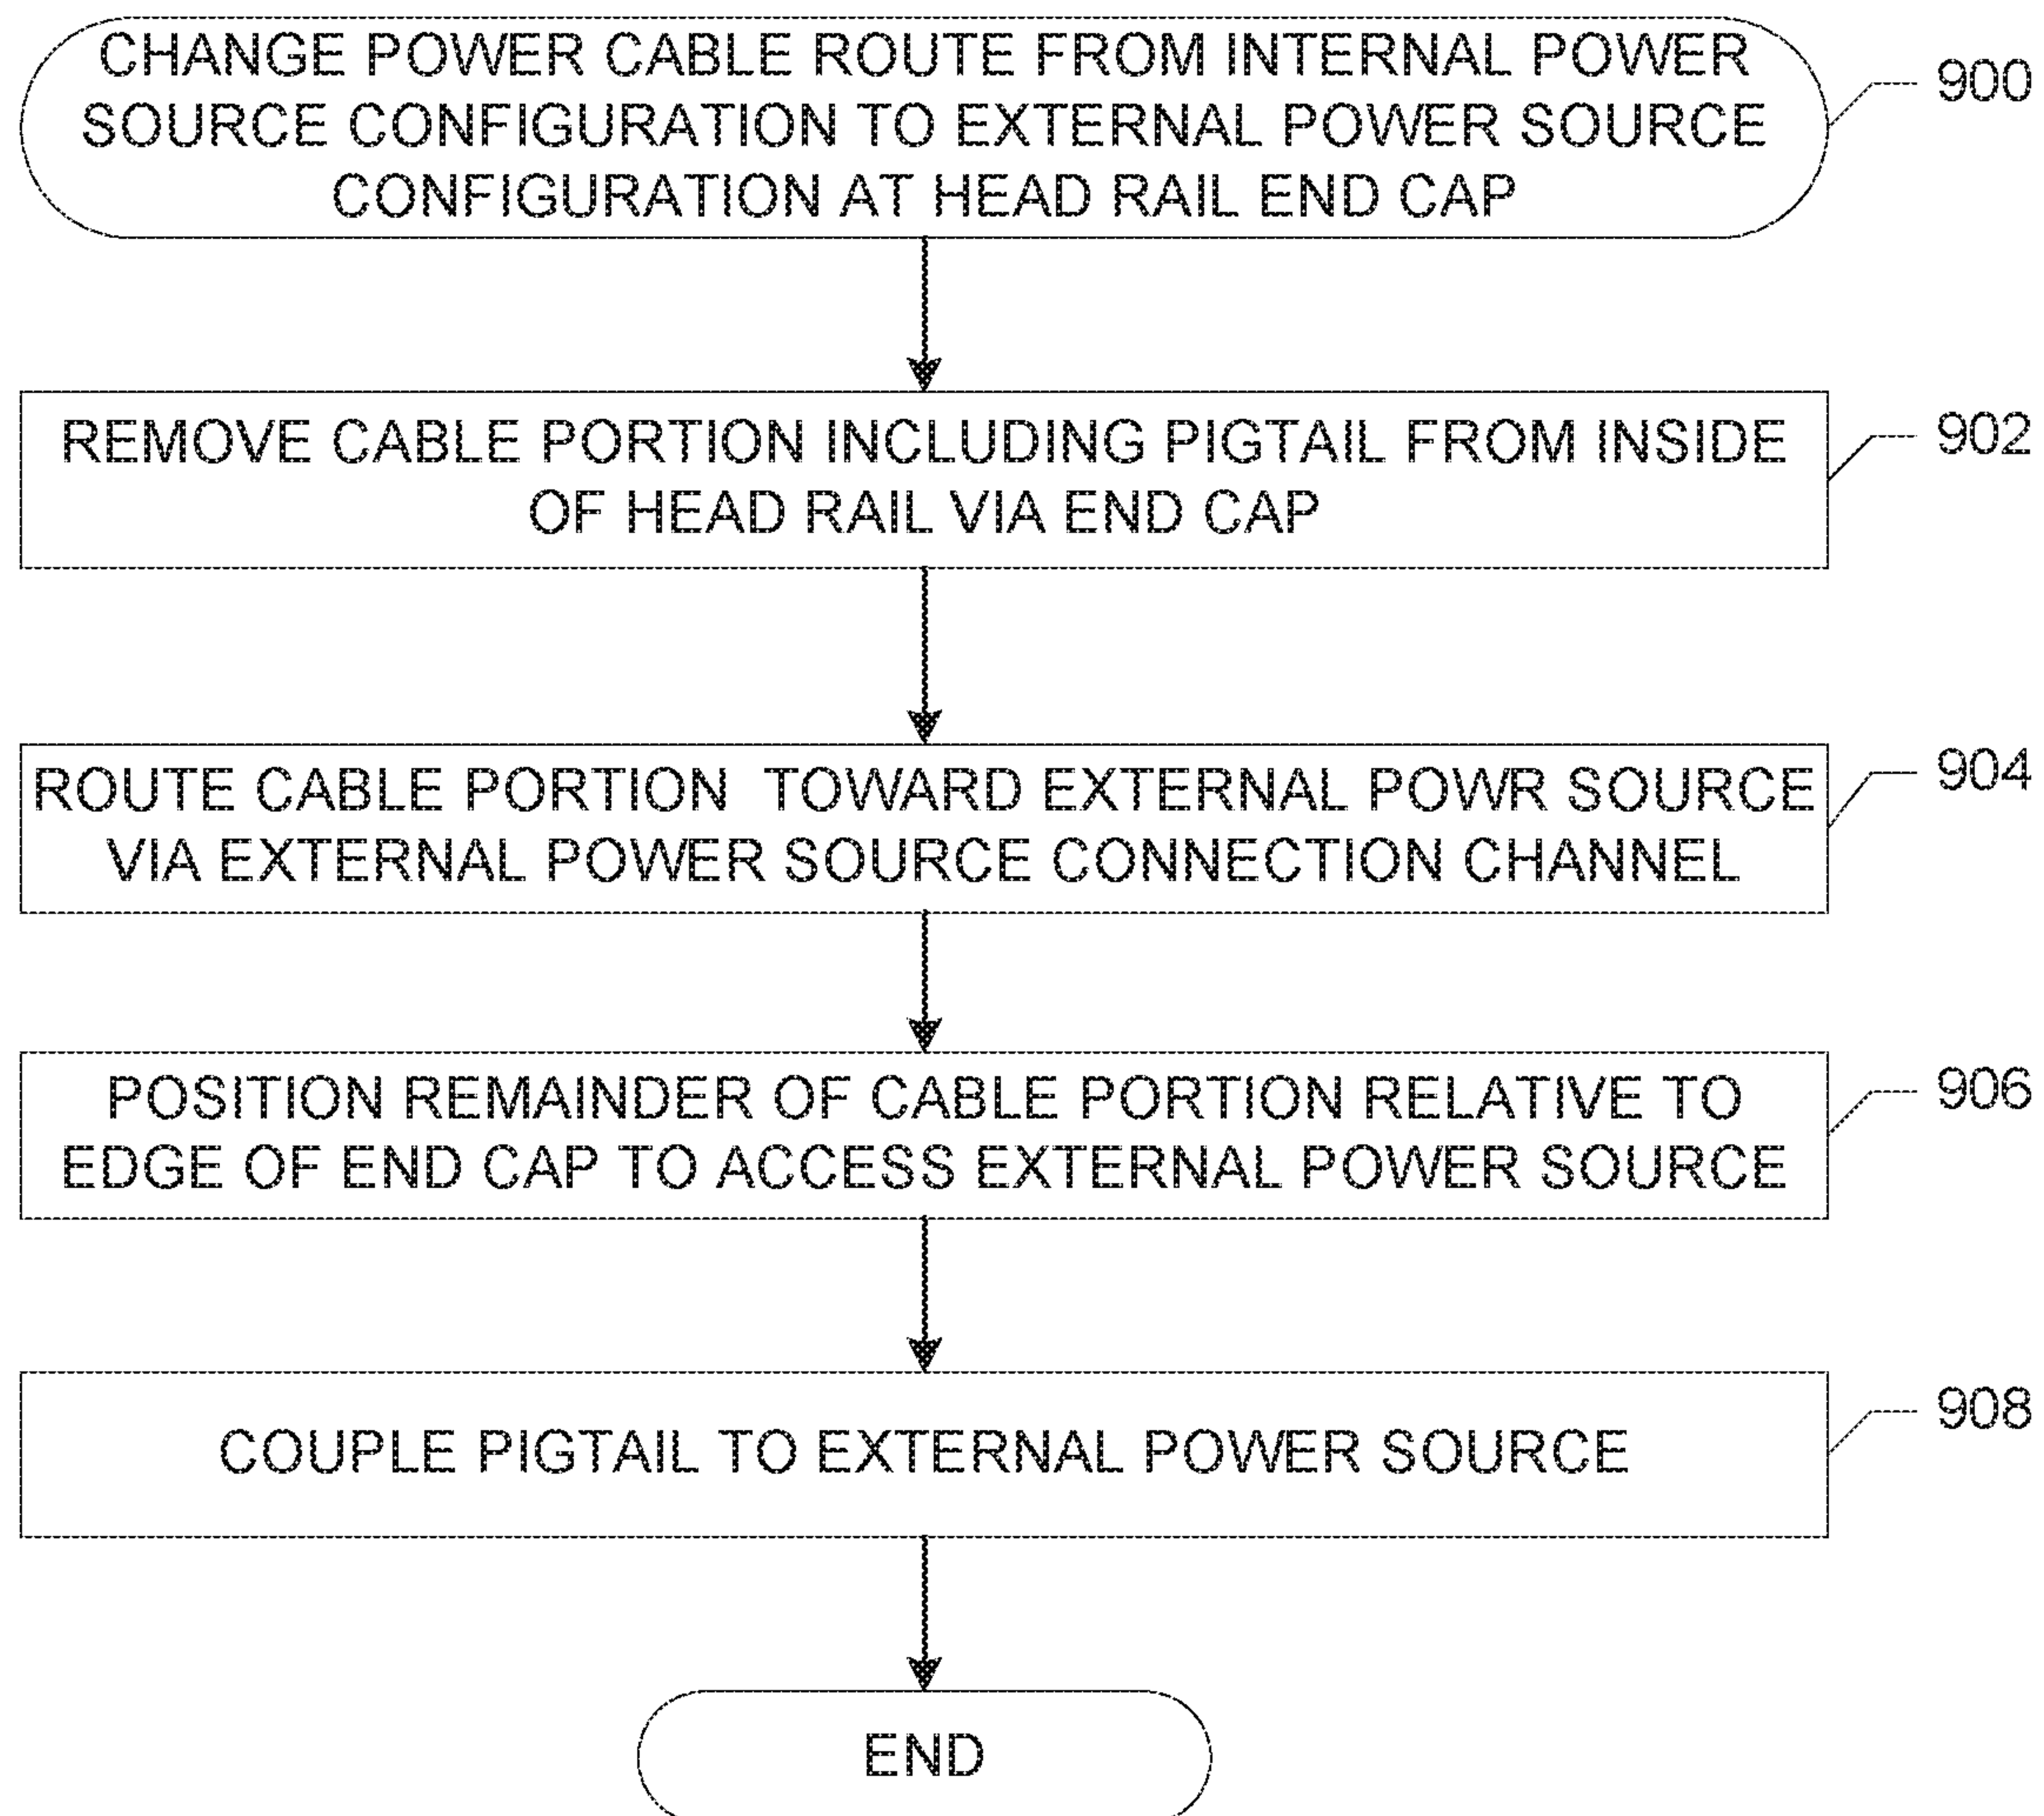 CHANGE POWER CABLE ROUTE FROM INTERNAL POWER
SOURCE CONFIGURATION TO EXTERNAL POWER SOURCE
CONFIGURATION AT HEAD RAIL END CAP
900
REMOVE CABLE PORTION INCLUDING PIGTAIL FROM INSIDE
OF HEAD RAIL VIA END CAP
902
ROUTE CABLE PORTION TOWARD EXTERNAL POWR SOURCE
VIA EXTERNAL POWER SOURCE CONNECTION CHANNEL
904
POSITION REMAINDER OF CABLE PORTION RELATIVE TO
EDGE OF END CAP TO ACCESS EXTERNAL POWER SOURCE
906
COUPLE PIGTAIL TO EXTERNAL POWER SOURCE
908
END